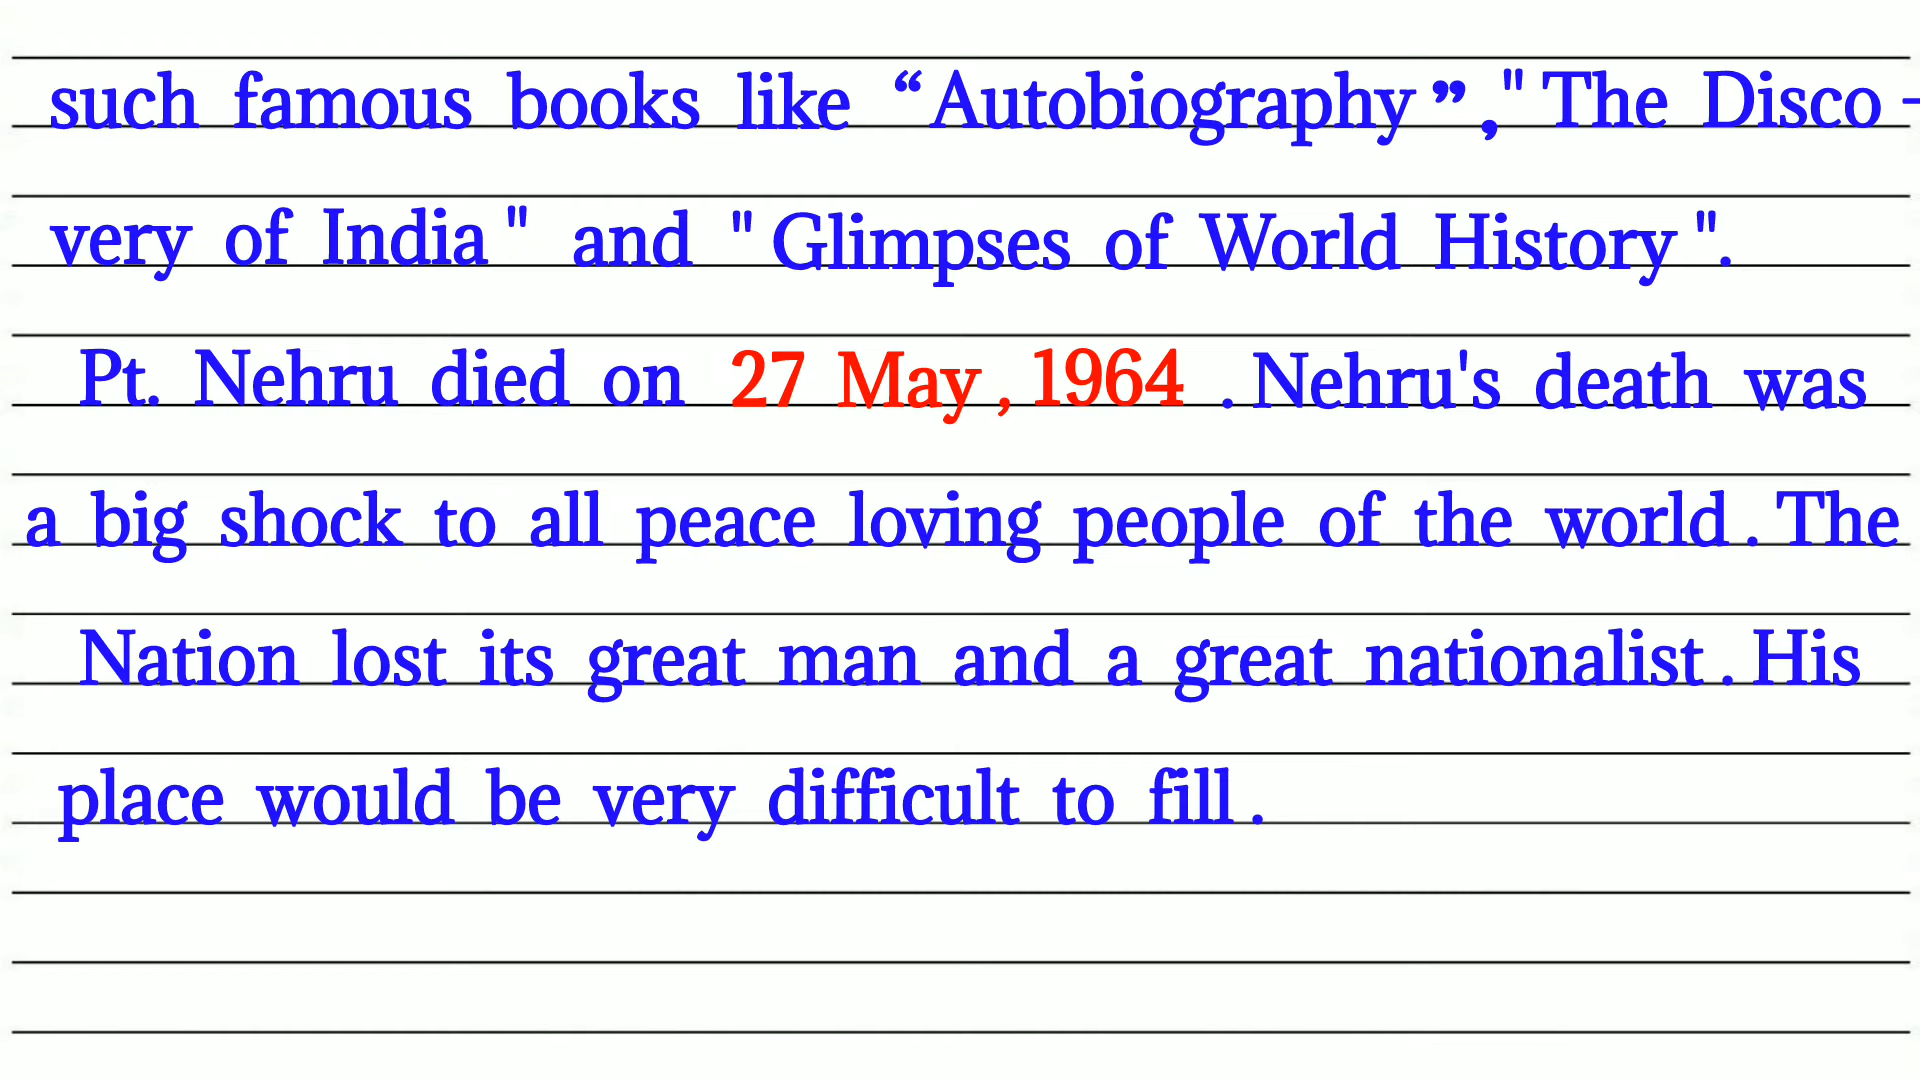 such famous books like “Autobiography”, "The Disco-
very of India" and "Glimpses of World History".
Pt. Nehru died on 27 May, 1964. Nehru's death was
a big shock to all peace loving people of the world. The
Nation lost its great man and a great nationalist. His
place would be very difficult to fill.